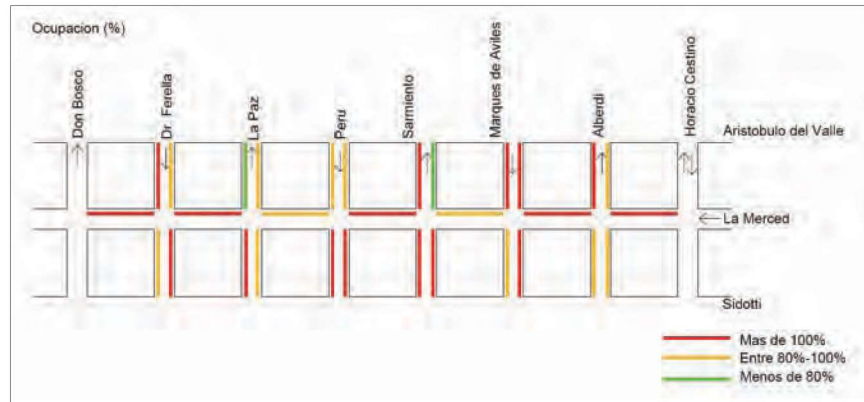 Ocupacion (%)
Don Bosco
Dr. Ferella
La Paz
Peru
Sarmiento
Marques de Aviles
Alberdi
Horacio Cestino
Aristobulo del Valle
La Merced
Sidotti
Mas de 100%
Entre 80%-100%
Menos de 80%